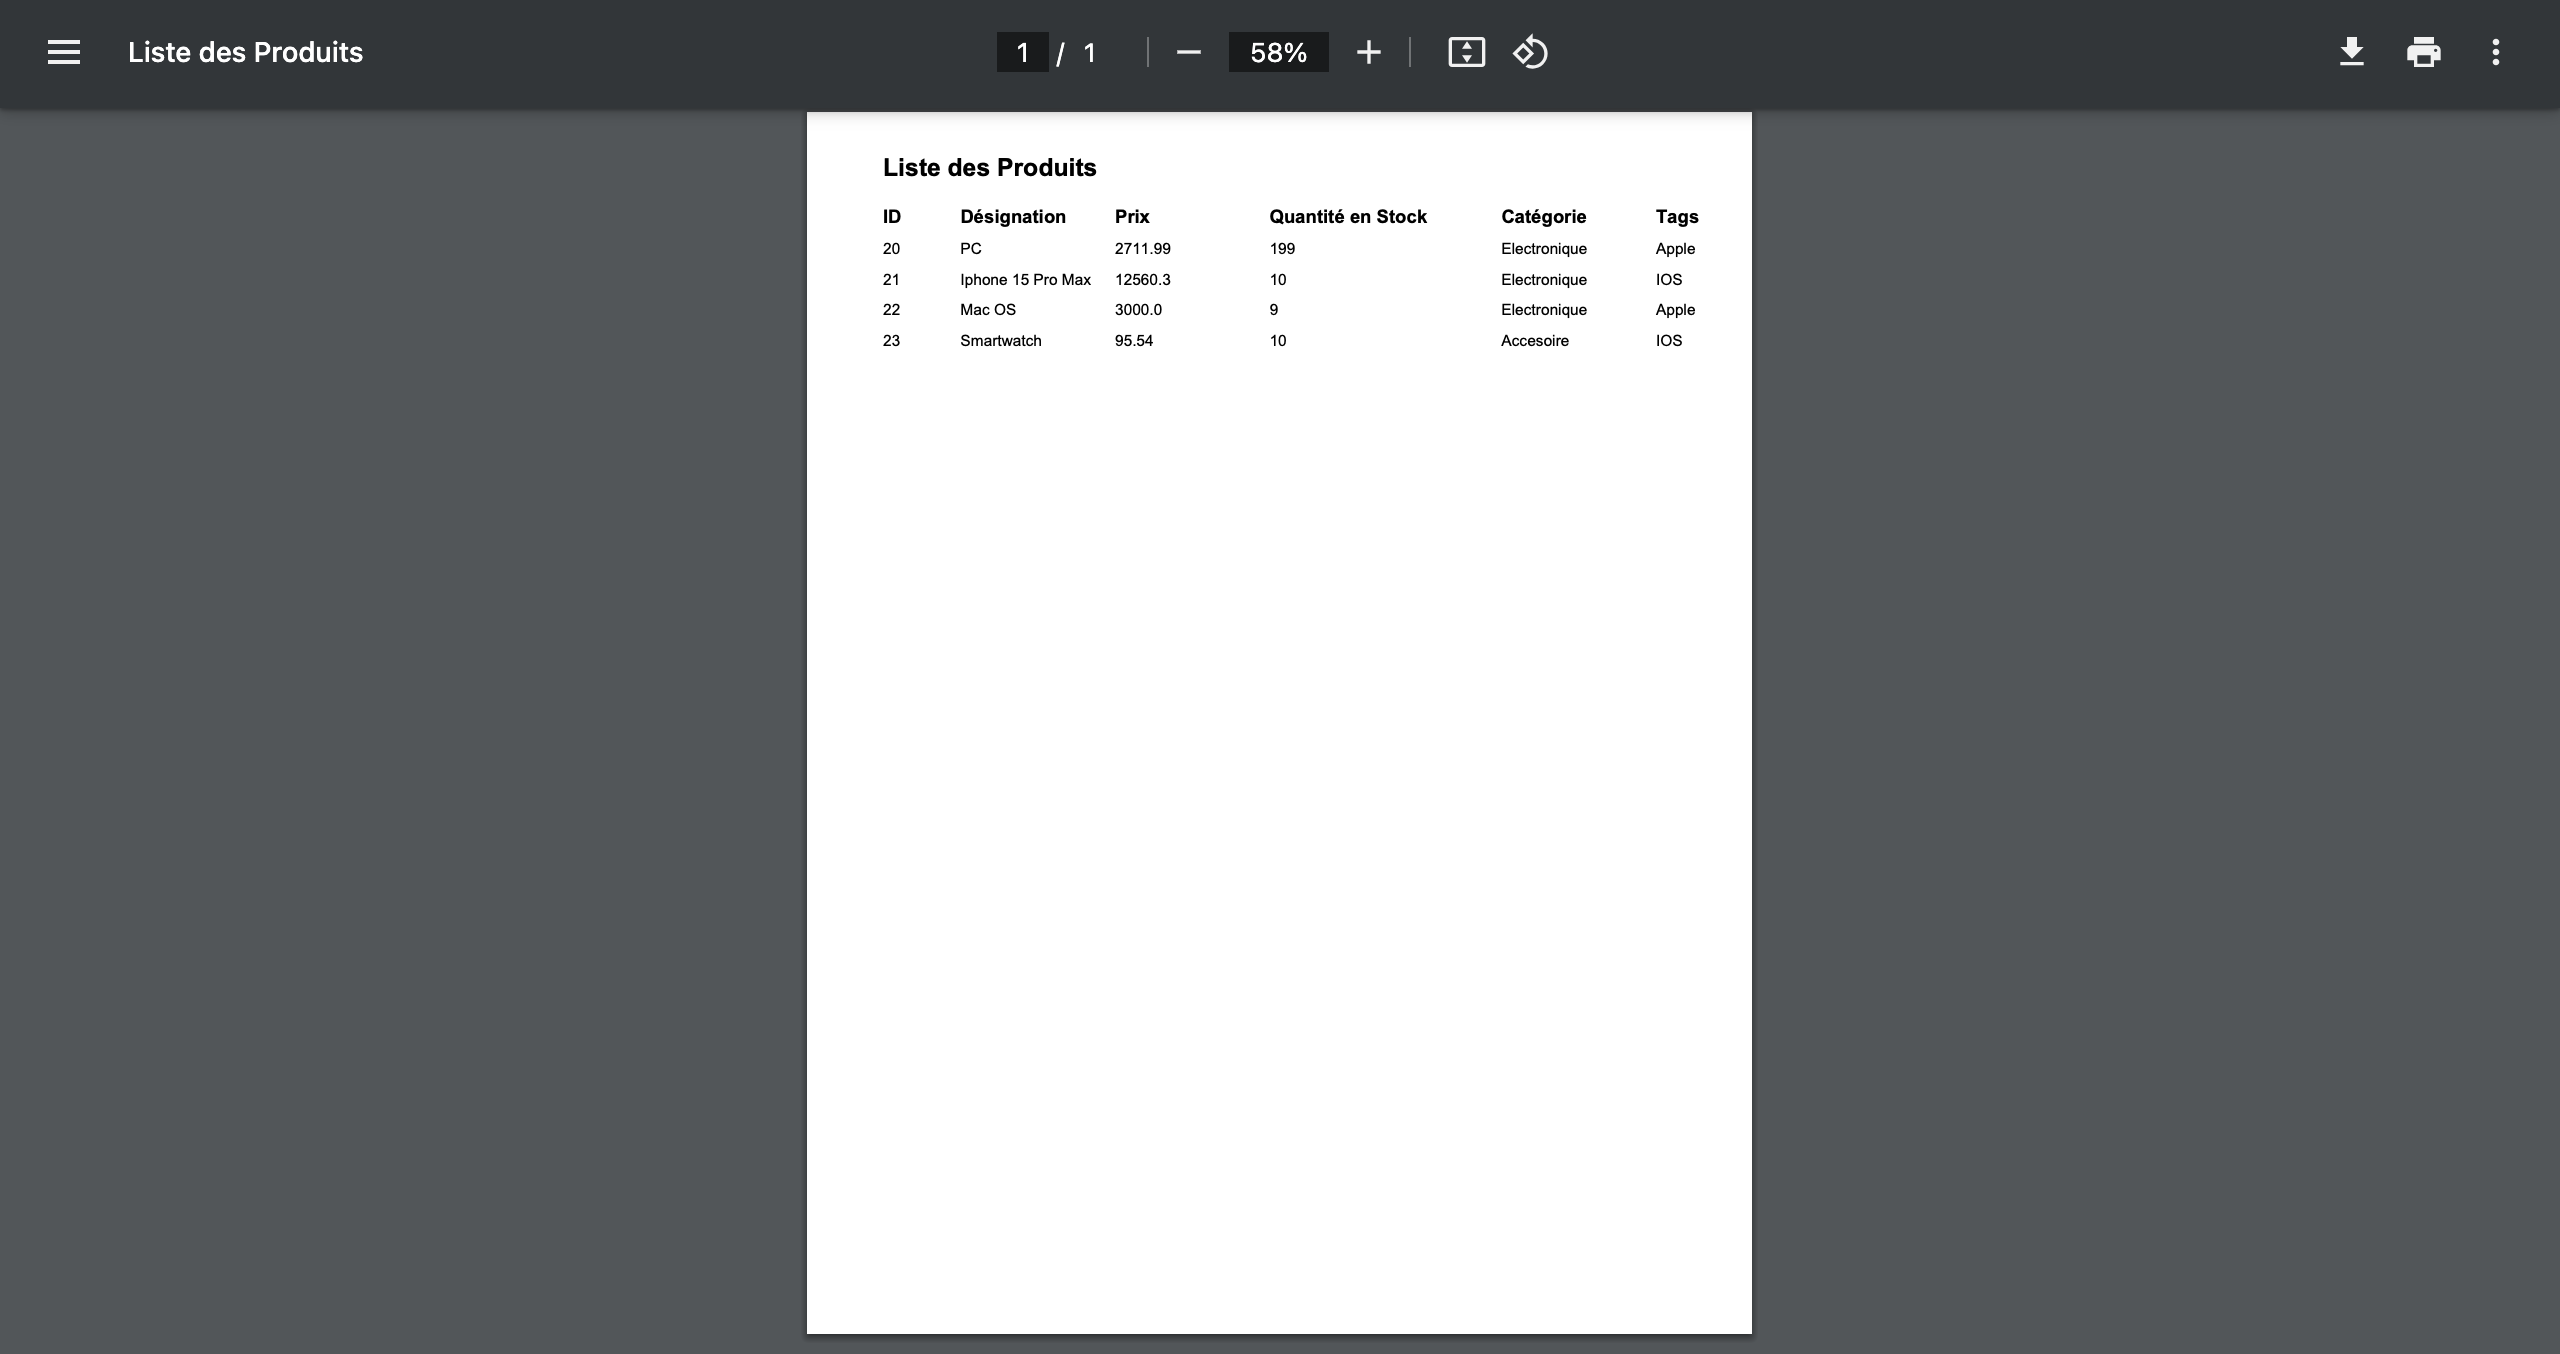 Liste des Produits 1 / 1 58%
Liste des Produits
ID Désignation Prix Quantité en Stock Catégorie Tags
20 PC 2711.99 199 Electronique Apple
21 Iphone 15 Pro Max 12560.3 10 Electronique IOS
22 Mac OS 3000.0 9 Electronique Apple
23 Smartwatch 95.54 10 Accesoire IOS